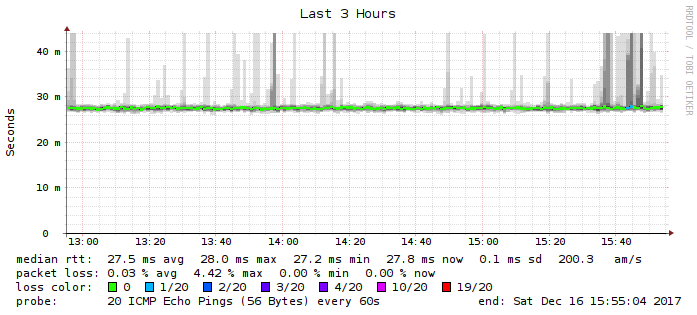 Last 3 Hours
RRDTOOL / TOBI OETIKER
Seconds
40 m
30 m
20 m
10 m
0
13:00 13:20 13:40 14:00 14:20 14:40 15:00 15:20 15:40
median rtt: 27.5 ms avg 28.0 ms max 27.2 ms min 27.8 ms now 0.1 ms sd 200.3 am/s
packet loss: 0.03 % avg 4.42 % max 0.00 % min 0.00 % now
loss color: 0 1/20 2/20 3/20 4/20 10/20 19/20
probe: 20 ICMP Echo Pings (56 Bytes) every 60s end: Sat Dec 16 15:55:04 2017